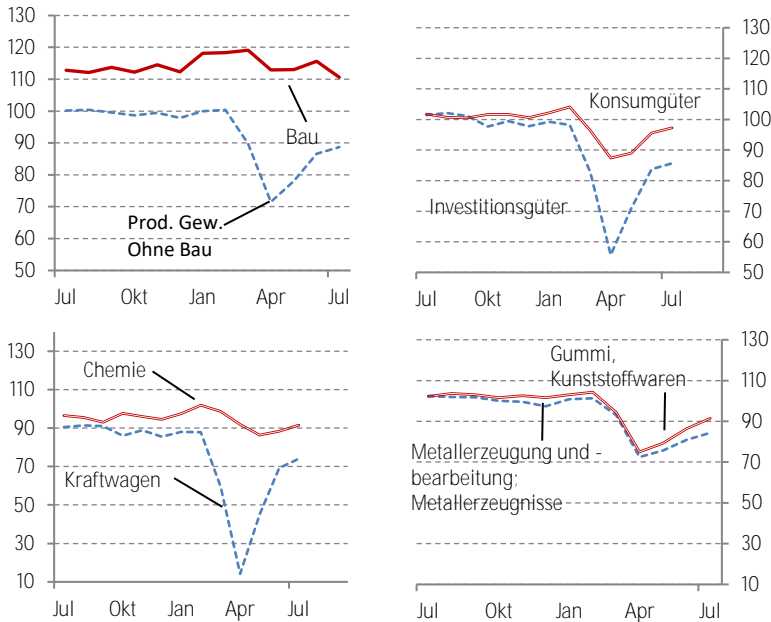 130
120
110
100
90
80
70
60
50
Bau
Prod. Gew.
Ohne Bau
Jul Okt Jan Apr Jul
130
120
110
100
90
80
70
60
50
Konsumgüter
Investitionsgüter
Jul Okt Jan Apr Jul
130
110
90
70
50
30
10
Chemie
Kraftwagen
Jul Okt Jan Apr Jul
130
110
90
70
50
30
10
Gummi,
Kunststoffwaren
Metallerzeugung und -
bearbeitung;
Metallerzeugnisse
Jul Okt Jan Apr Jul